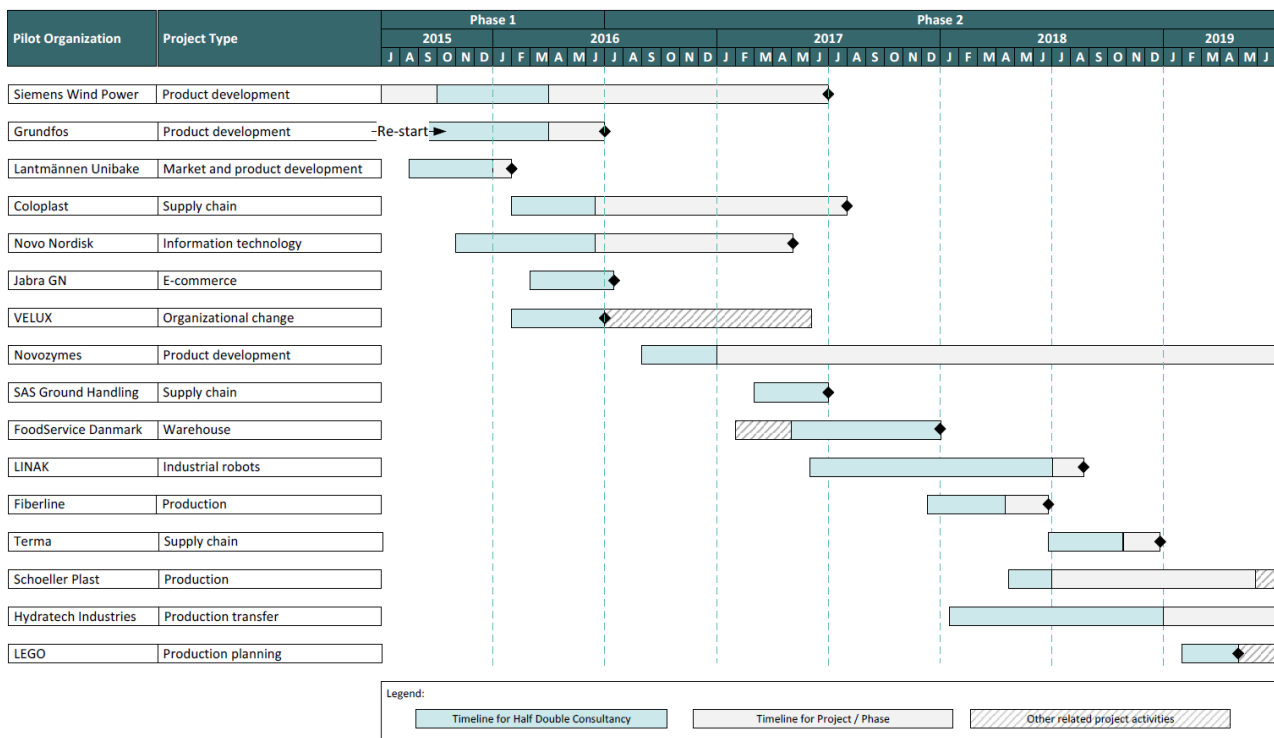 Phase 1 Phase 2
Pilot Organization Project Type 2015 2016 2017 2018 2019
J A S O N D J F M A M J J A S O N D J F M A M J J A S O N D J F M A M J J A S O N D J F M A M J
Siemens Wind Power Product development
Grundfos Product development Re-start
Lantmännen Unibake Market and product development
Coloplast Supply chain
Novo Nordisk Information technology
Jabra GN E-commerce
VELUX Organizational change
Novozymes Product development
SAS Ground Handling Supply chain
FoodService Danmark Warehouse
LINAK Industrial robots
Fiberline Production
Terma Supply chain
Schoeller Plast Production
Hydratech Industries Production transfer
LEGO Production planning
Legend:
Timeline for Half Double Consultancy Timeline for Project / Phase Other related project activities